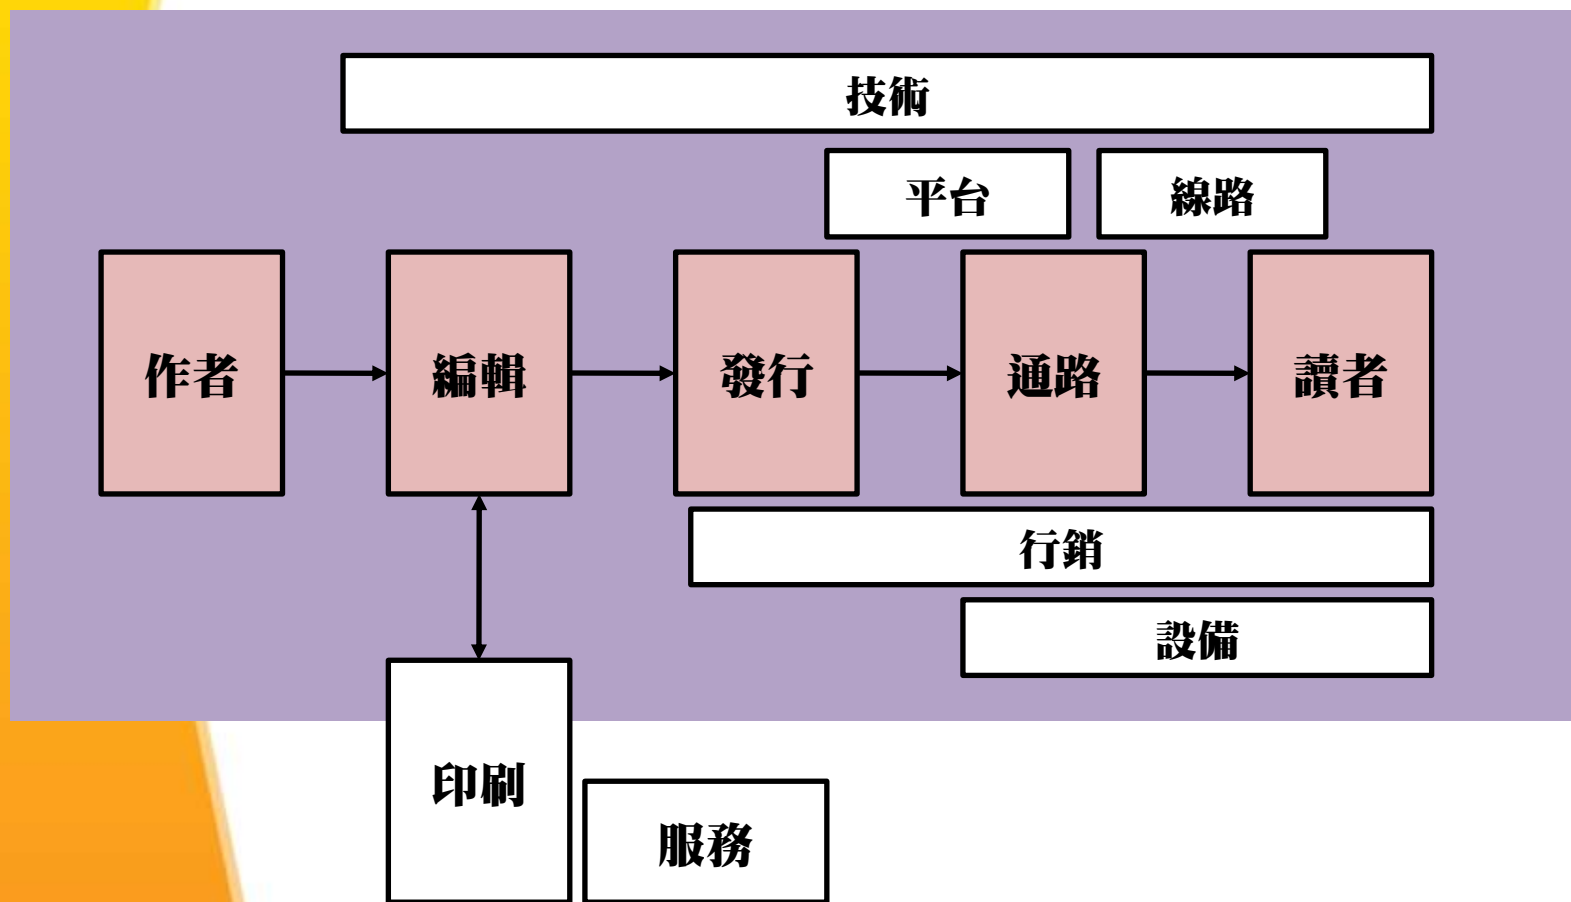 技術
平台
線路
作者
編輯
發行
通路
讀者
行銷
設備
印刷
服務